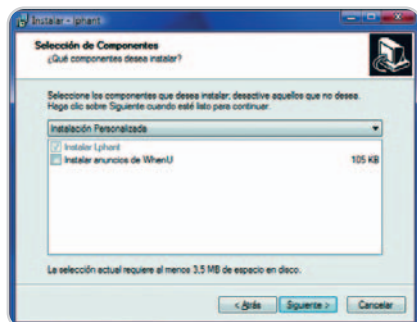 Instalar - lphant
Selección de Componentes
¿Qué componentes desea instalar?
Seleccione los componentes que desea instalar; desactive aquellos que no desea.
Haga clic sobre Siguiente cuando esté listo para continuar.
Instalación Personalizada
Instalar Lphant
Instalar anuncios de WhenU 105 KB
La selección actual requiere al menos 3,5 MB de espacio en disco.
< Atrás Siguiente > Cancelar